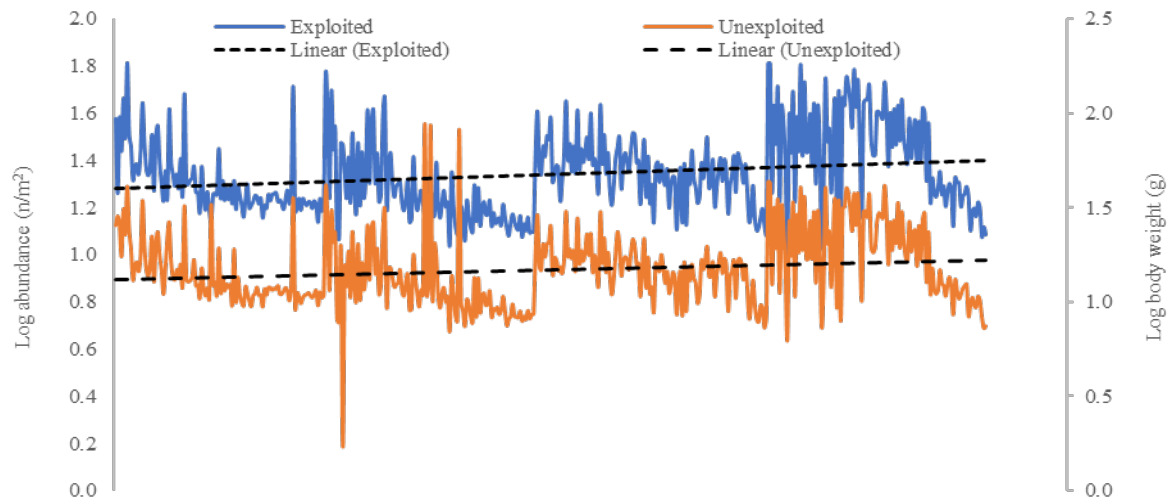 Exploited
Unexploited
Linear (Exploited)
Linear (Unexploited)
Log abundance (n/m²)
2.0
1.8
1.6
1.4
1.2
1.0
0.8
0.6
0.4
0.2
0.0
2.5
2.0
1.5
1.0
0.5
0.0
Log body weight (g)